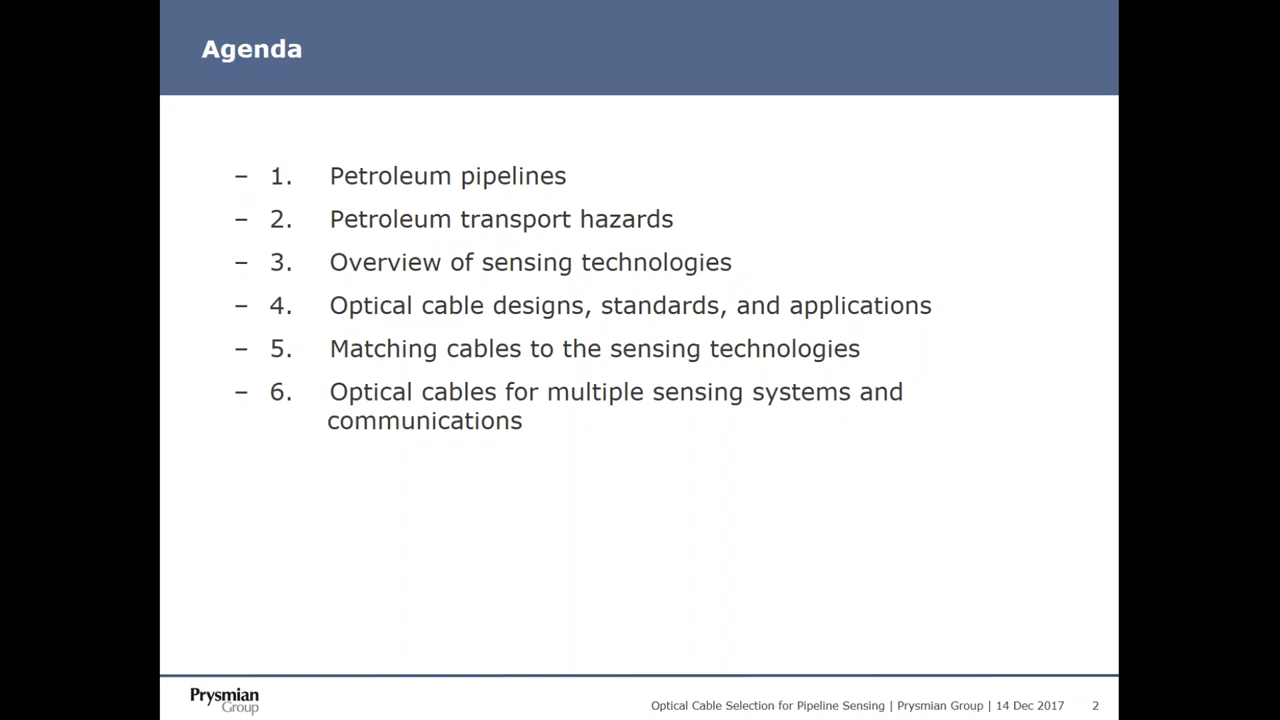 Agenda
– 1. Petroleum pipelines
– 2. Petroleum transport hazards
– 3. Overview of sensing technologies
– 4. Optical cable designs, standards, and applications
– 5. Matching cables to the sensing technologies
– 6. Optical cables for multiple sensing systems and
communications
Prysmian
Group
Optical Cable Selection for Pipeline Sensing | Prysmian Group | 14 Dec 2017 2